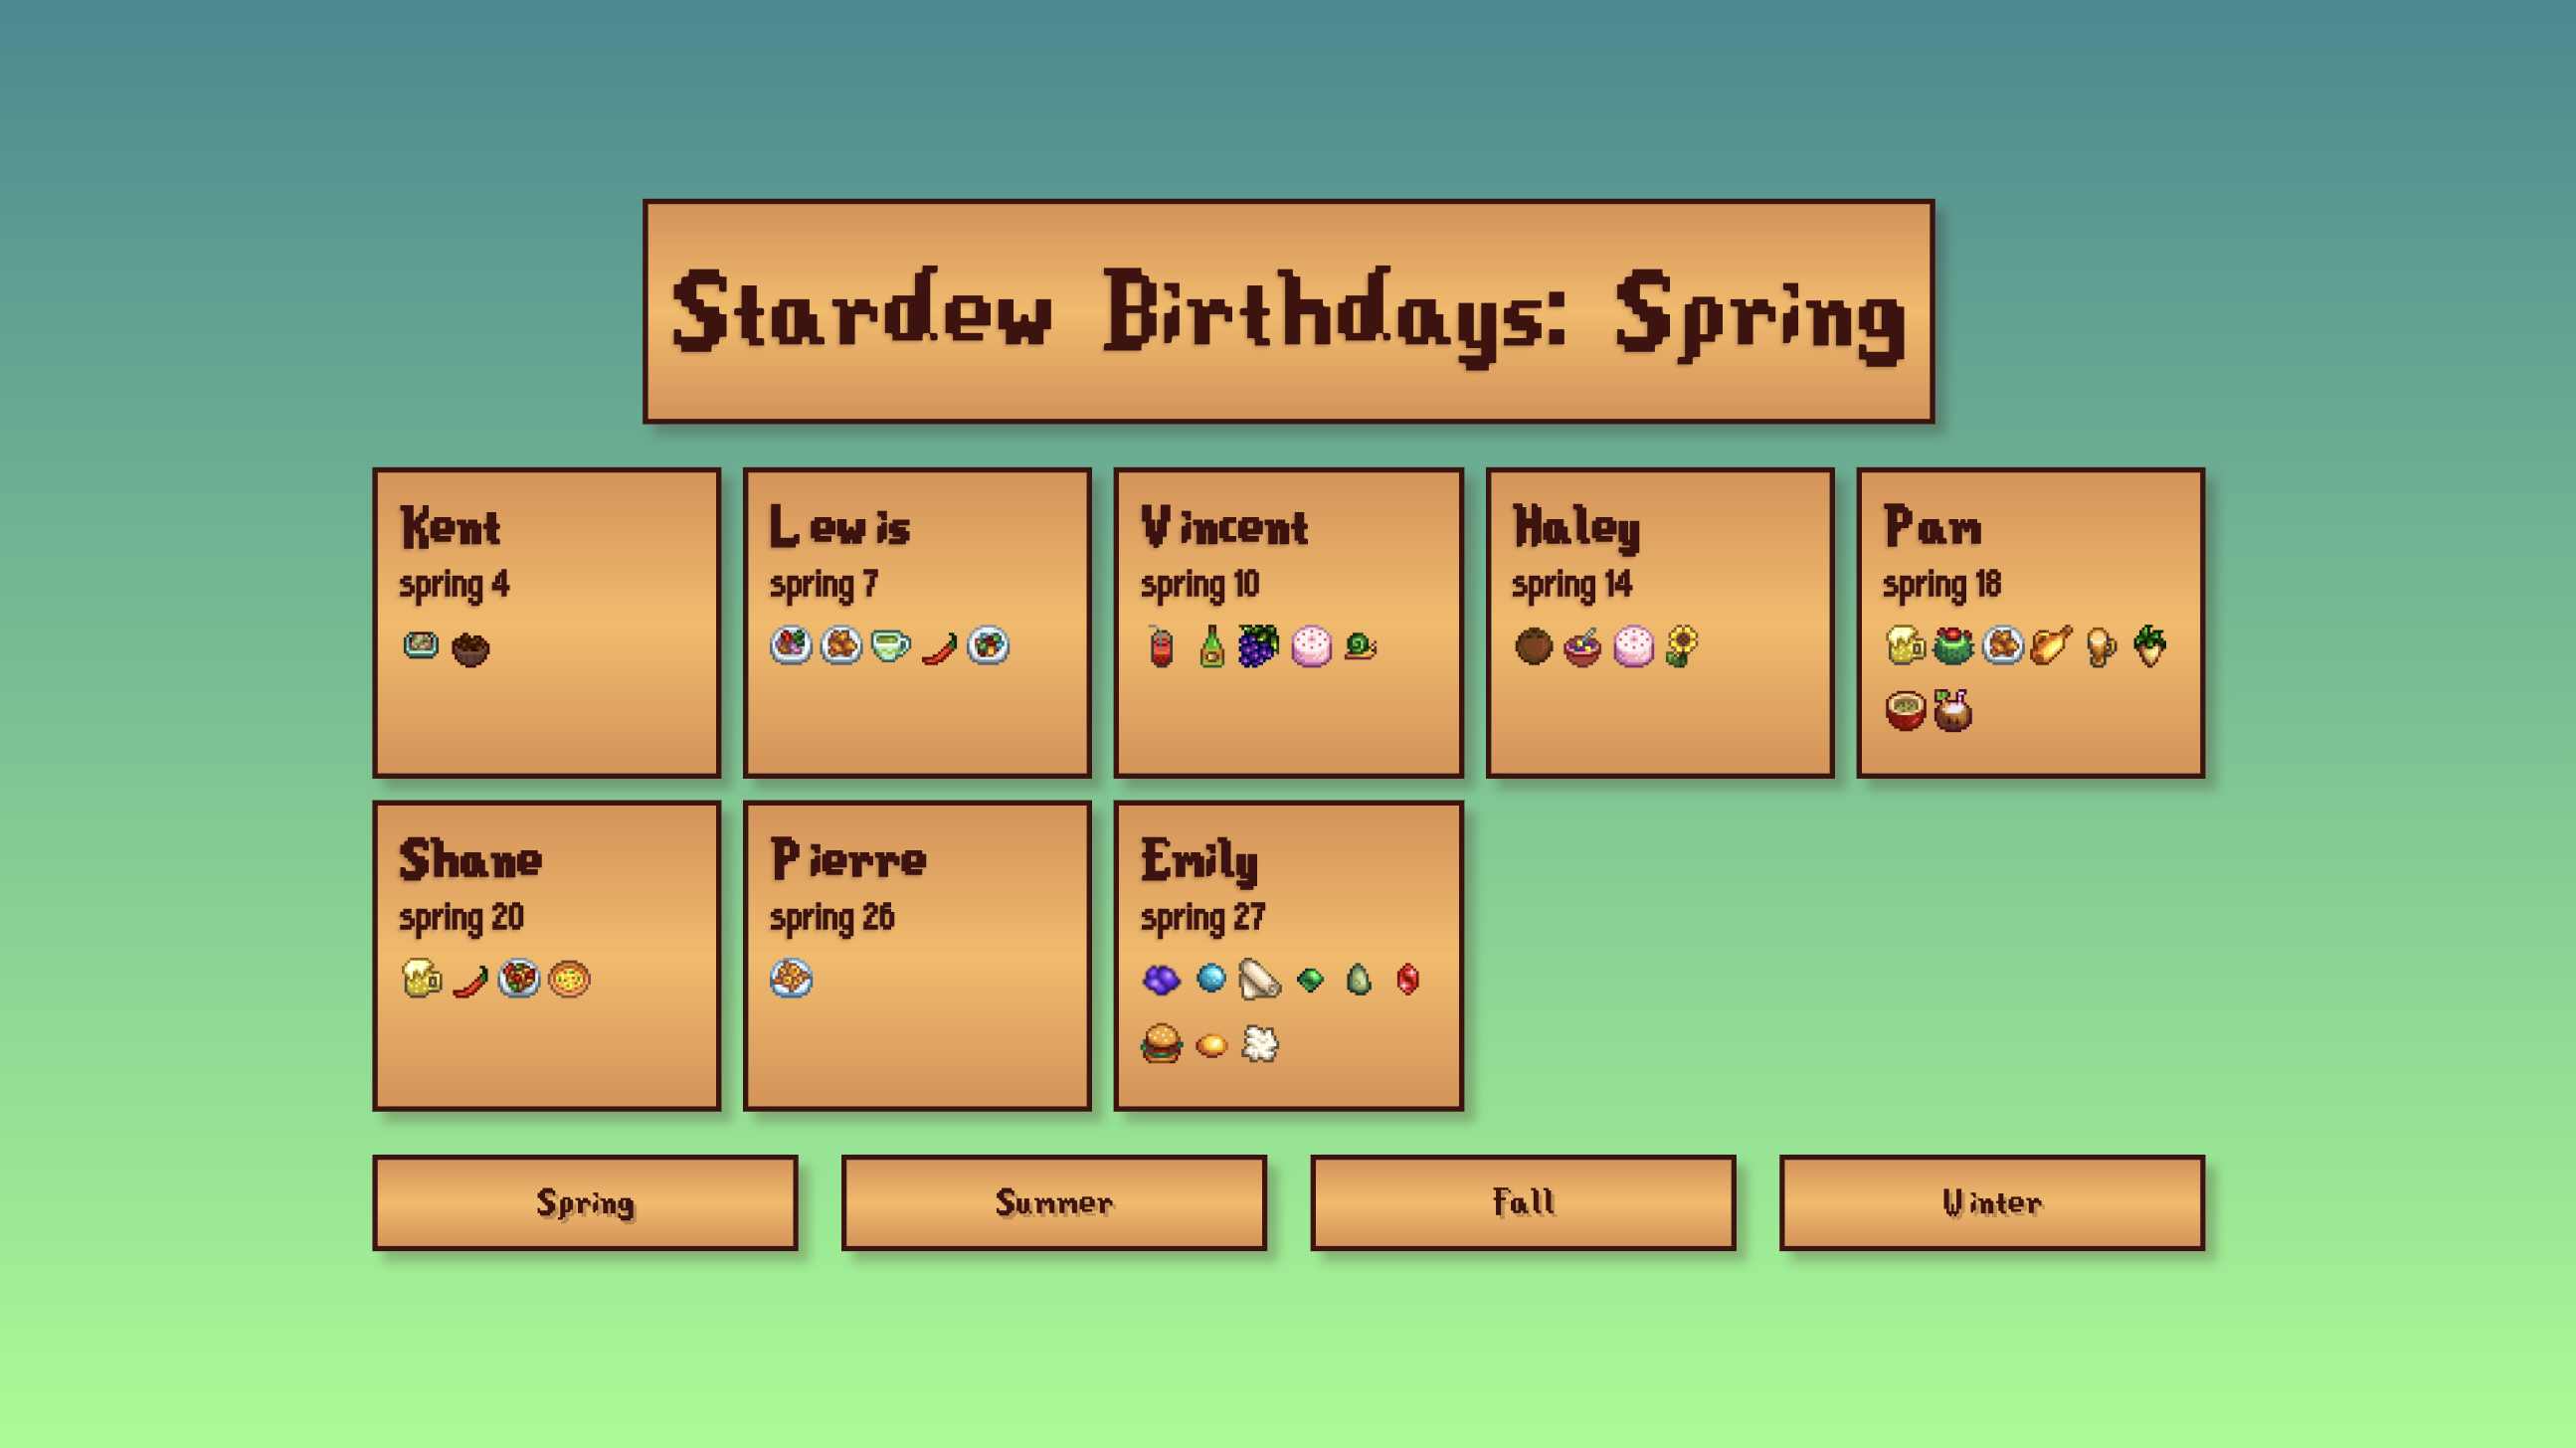 Stardew Birthdays: Spring
Kent
spring 4
Lewis
spring 7
Vincent
spring 10
Haley
spring 14
Pam
spring 18
Shane
spring 20
Pierre
spring 26
Emily
spring 27
Spring
Summer
Fall
Winter